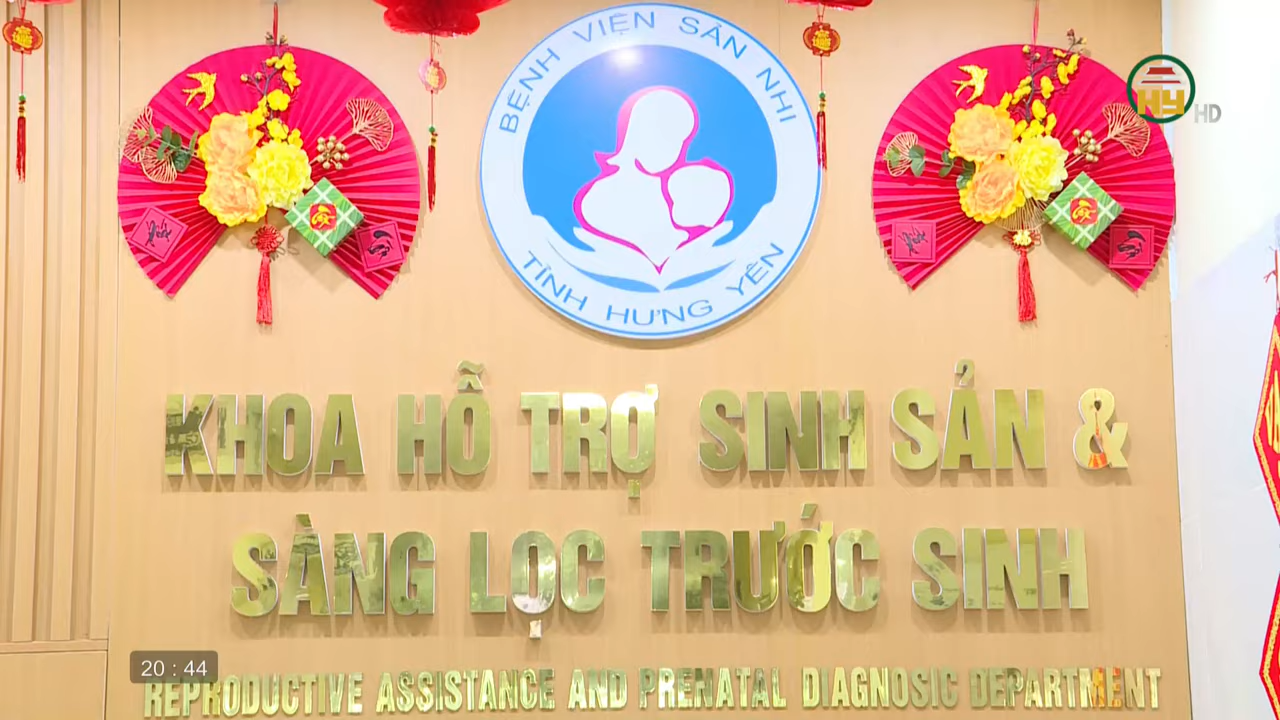 BỆNH VIỆN SẢN NHI
TỈNH HƯNG YÊN
HY HD
KHOA HỖ TRỢ SINH SẢN &
SÀNG LỌC TRƯỚC SINH
20 : 44
REPRODUCTIVE ASSISTANCE AND PRENATAL DIAGNOSIC DEPARTMENT